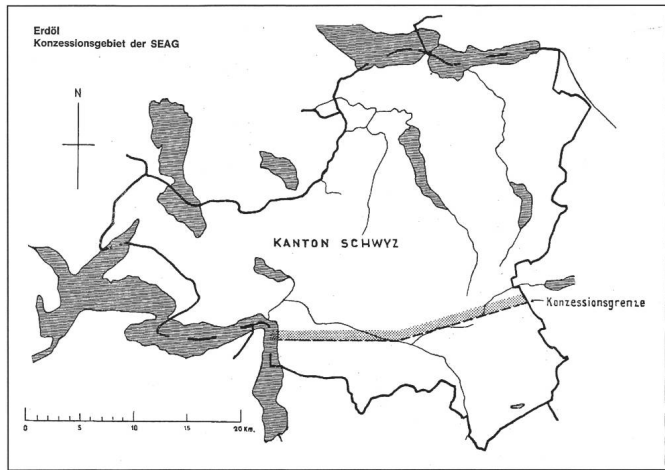 Erdöl
Konzessionsgebiet der SEAG
N
KANTON SCHWYZ
Konzessionsgrenze
0 5 10 15 20 Km.